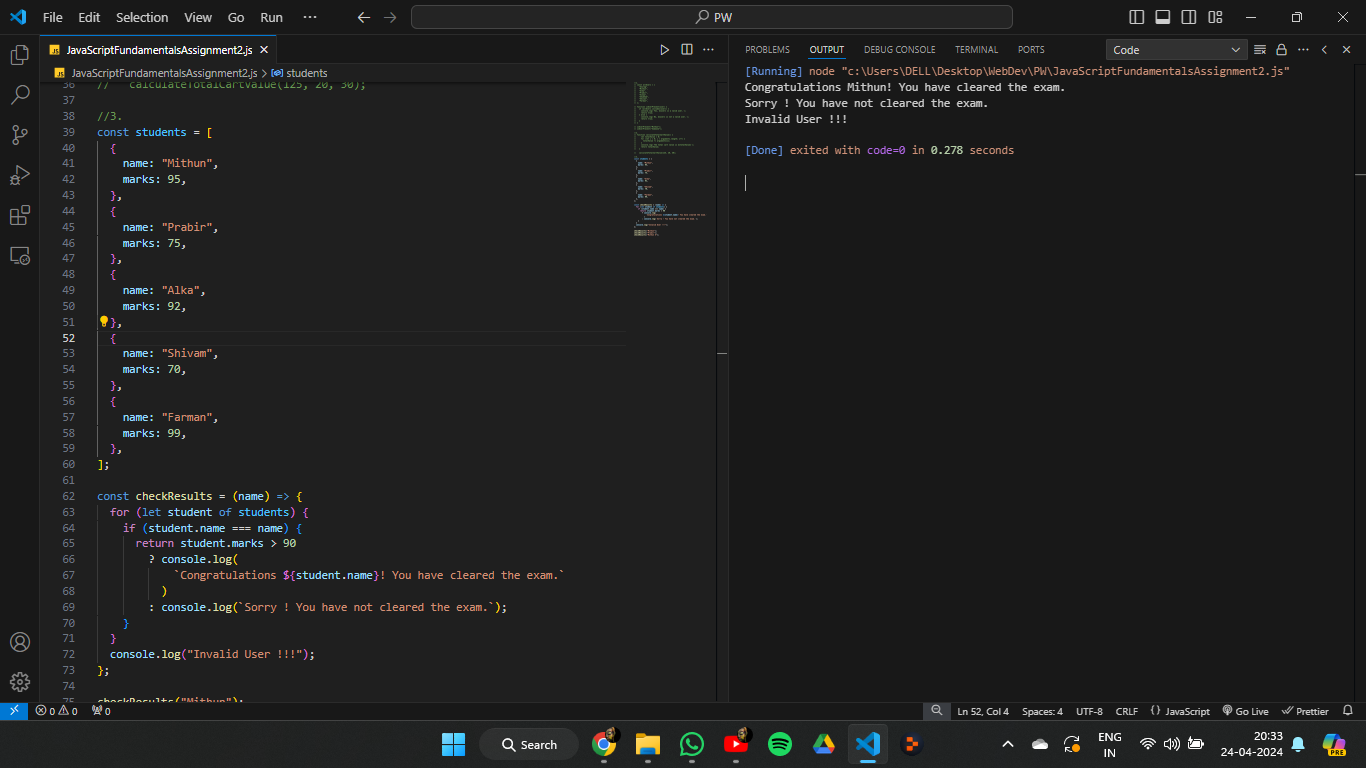 File Edit Selection View Go Run ··· PW
JavaScriptFundamentalsAssignment2.js
JavaScriptFundamentalsAssignment2.js > students
36 //   calculateTotalCartValue(125, 20, 30);
37
38 //3.
39 const students = [
40   {
41     name: "Mithun",
42     marks: 95,
43   },
44   {
45     name: "Prabir",
46     marks: 75,
47   },
48   {
49     name: "Alka",
50     marks: 92,
51   },
52   {
53     name: "Shivam",
54     marks: 70,
55   },
56   {
57     name: "Farman",
58     marks: 99,
59   },
60 ];
61
62 const checkResults = (name) => {
63   for (let student of students) {
64     if (student.name === name) {
65       return student.marks > 90
66         ? console.log(
67             `Congratulations ${student.name}! You have cleared the exam.`
68           )
69         : console.log(`Sorry ! You have not cleared the exam.`);
70     }
71   }
72   console.log("Invalid User !!!");
73 };
74
75 checkResults("Mithun");
PROBLEMS OUTPUT DEBUG CONSOLE TERMINAL PORTS Code
[Running] node "c:\Users\DELL\Desktop\WebDev\PW\JavaScriptFundamentalsAssignment2.js"
Congratulations Mithun! You have cleared the exam.
Sorry ! You have not cleared the exam.
Invalid User !!!
[Done] exited with code=0 in 0.278 seconds
0 0 0 Ln 52, Col 4 Spaces: 4 UTF-8 CRLF {} JavaScript Go Live Prettier
Search
ENG
IN
20:33
24-04-2024
PRE